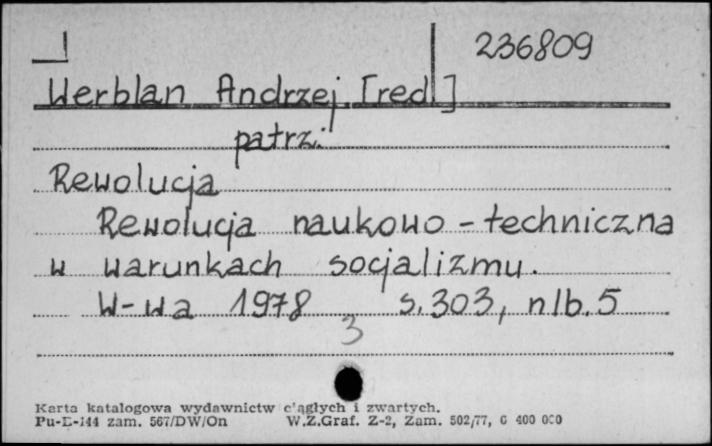 236809
Werblan Andrzej [red.]
patrz:
Rewolucja
Rewolucja naukowo-techniczna
w warunkach socjalizmu.
W-wa 1978 s. 303, nlb. 5
3
Karta katalogowa wydawnictw ciągłych i zwartych.
Pu-E-144 zam. 567/DW/On W.Z.Graf. Z-2, Zam. 502/77, 6 400 000